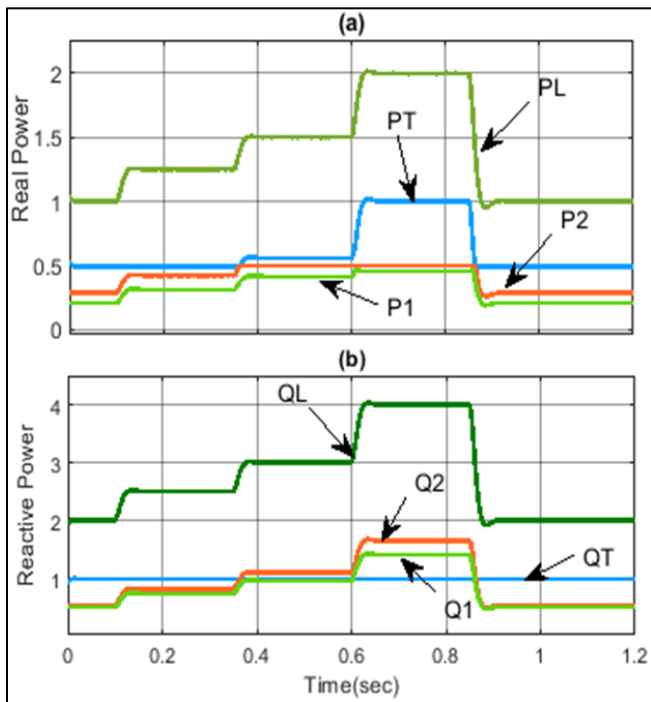 (a)
Real Power
2
1.5
1
0.5
0
PL
PT
P2
P1
(b)
Reactive Power
4
3
2
1
QL
Q2
QT
Q1
0 0.2 0.4 0.6 0.8 1 1.2
Time(sec)